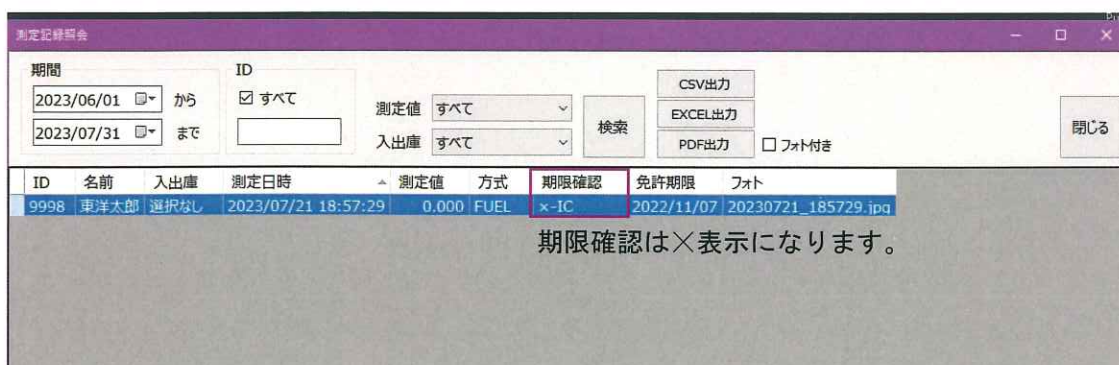 測定記録照会
期間
2023/06/01 から
2023/07/31 まで
ID
すべて
測定値 すべて
入出庫 すべて
検索
CSV出力
EXCEL出力
PDF出力
フォト付き
閉じる
ID 名前 入出庫 測定日時 測定値 方式 期限確認 免許期限 フォト
9998 東洋太郎 選択なし 2023/07/21 18:57:29 0.000 FUEL ×-IC 2022/11/07 20230721_185729.jpg
期限確認は×表示になります。